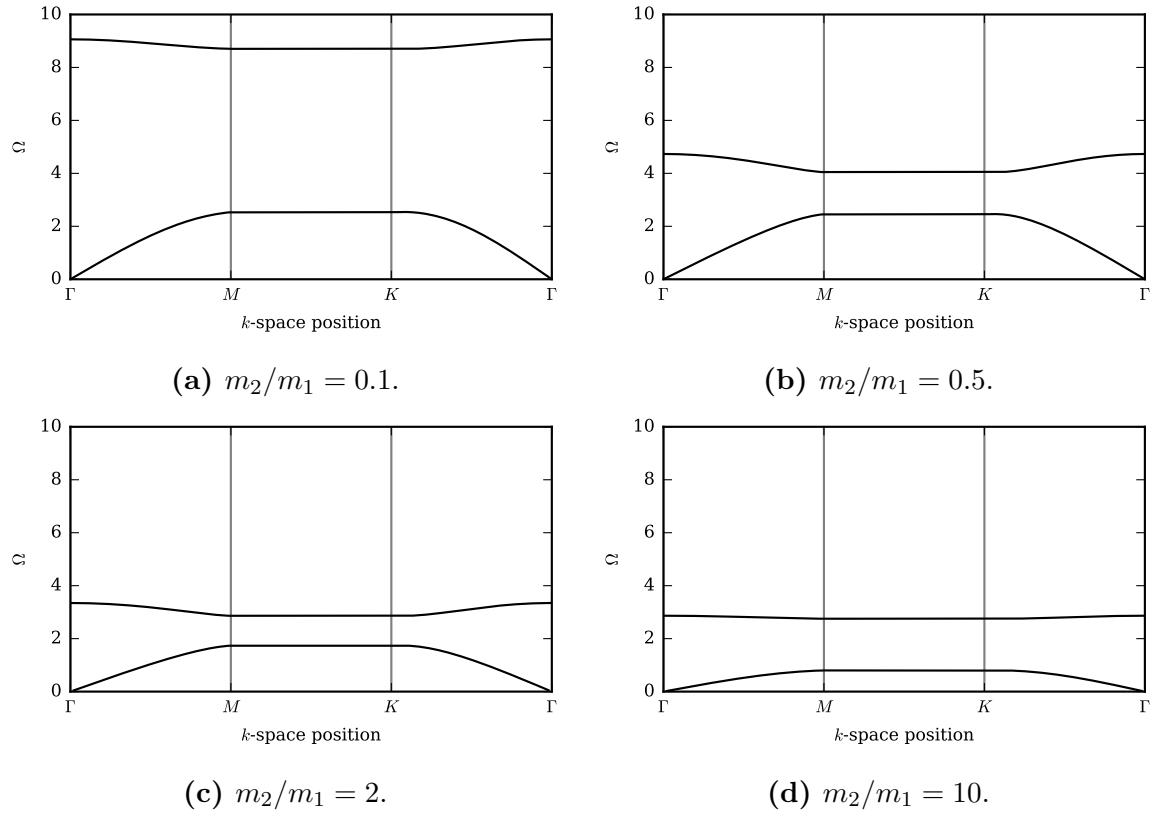 10
8
6
4
2
0
Ω
Γ M K Γ
k-space position
(a) m₂/m₁ = 0.1.
10
8
6
4
2
0
Ω
Γ M K Γ
k-space position
(b) m₂/m₁ = 0.5.
10
8
6
4
2
0
Ω
Γ M K Γ
k-space position
(c) m₂/m₁ = 2.
10
8
6
4
2
0
Ω
Γ M K Γ
k-space position
(d) m₂/m₁ = 10.